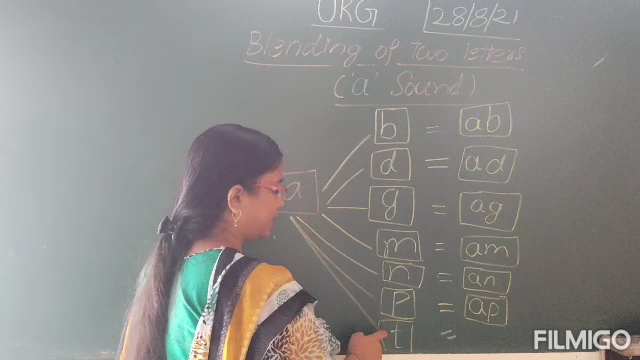 UKG 28/8/21
Blending of two letters
('a' Sound)
a
b = ab
d = ad
g = ag
m = am
n = an
p = ap
t =
FILMIGO